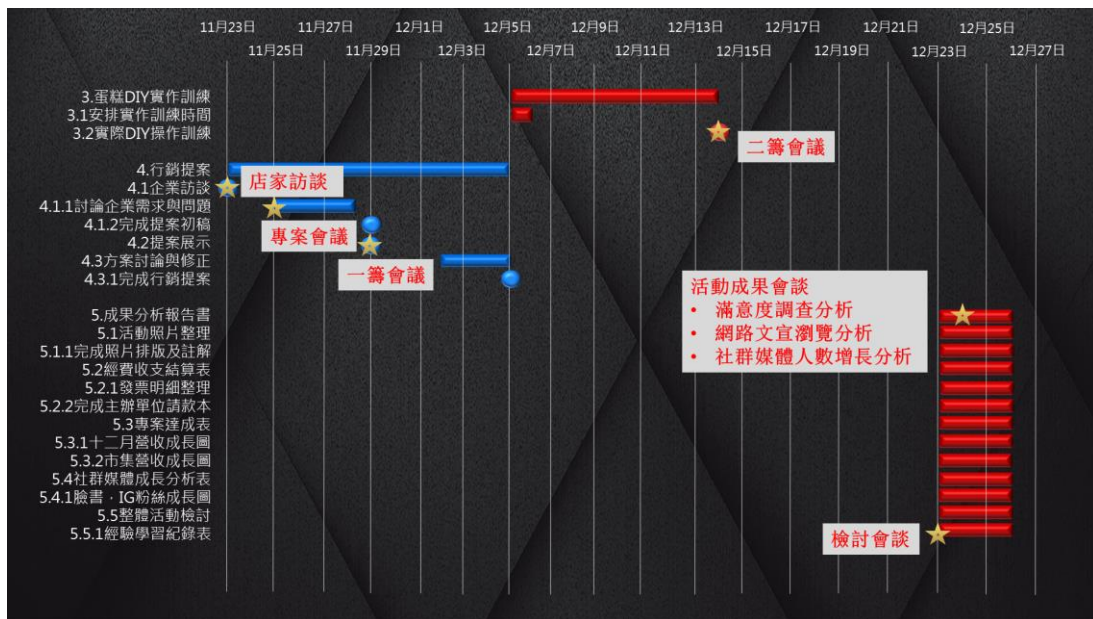 11月23日 11月27日 12月1日 12月5日 12月9日 12月13日 12月17日 12月21日 12月25日
11月25日 11月29日 12月3日 12月7日 12月11日 12月15日 12月19日 12月23日 12月27日
3.蛋糕DIY實作訓練
3.1安排實作訓練時間
3.2實際DIY操作訓練
二籌會議
4.行銷提案
4.1企業訪談
店家訪談
4.1.1討論企業需求與問題
4.1.2完成提案初稿
專案會議
4.2提案展示
4.3方案討論與修正
一籌會議
4.3.1完成行銷提案
活動成果會談
• 滿意度調查分析
• 網路文宣瀏覽分析
• 社群媒體人數增長分析
5.成果分析報告書
5.1活動照片整理
5.1.1完成照片排版及註解
5.2經費收支結算表
5.2.1發票明細整理
5.2.2完成主辦單位請款本
5.3專案達成表
5.3.1十二月營收成長圖
5.3.2市集營收成長圖
5.4社群媒體成長分析表
5.4.1臉書、IG粉絲成長圖
5.5整體活動檢討
5.5.1經驗學習紀錄表
檢討會談